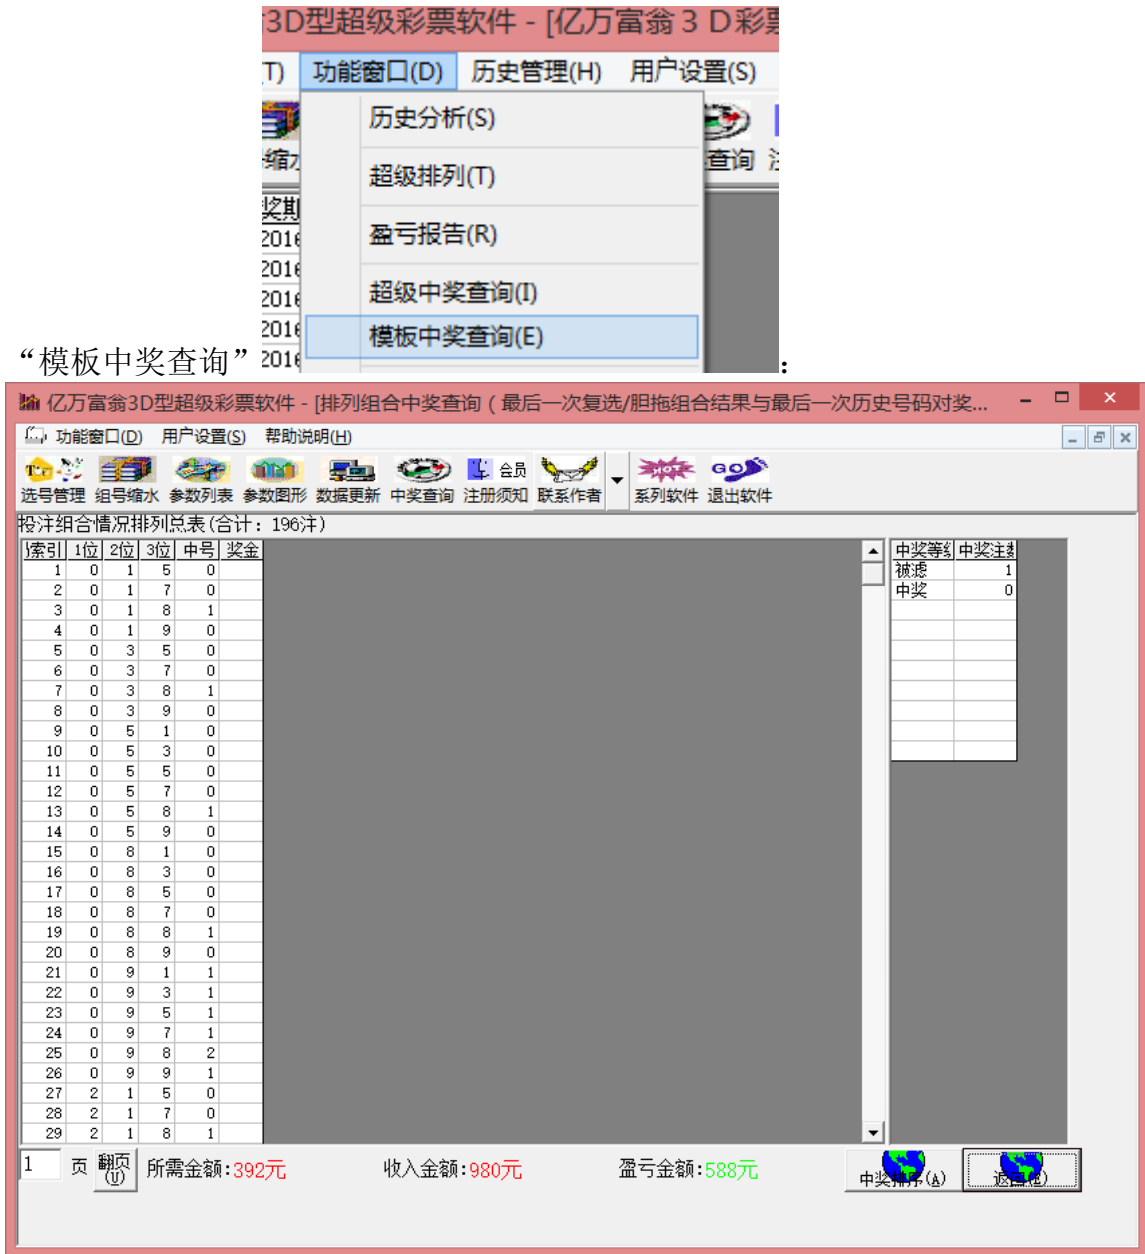 3D型超级彩票软件 - [亿万富翁３Ｄ彩票
(T) 功能窗口(D) 历史管理(H) 用户设置(S)
历史分析(S)
缩水 查询
超级排列(T)
奖期
2016
盈亏报告(R)
2016
2016
超级中奖查询(I)
2016
模板中奖查询(E)
“模板中奖查询” 2016 ：
亿万富翁3D型超级彩票软件 - [排列组合中奖查询 ( 最后一次复选/胆拖组合结果与最后一次历史号码对奖...
功能窗口(D) 用户设置(S) 帮助说明(H)
会员 HOT GO
选号管理 组号缩水 参数列表 参数图形 数据更新 中奖查询 注册须知 联系作者 系列软件 退出软件
投注组合情况排列总表(合计: 196注)
索引 1位 2位 3位 中号 奖金 中奖等级 中奖注数
1 0 1 5 0 被滤 1
2 0 1 7 0 中奖 0
3 0 1 8 1
4 0 1 9 0
5 0 3 5 0
6 0 3 7 0
7 0 3 8 1
8 0 3 9 0
9 0 5 1 0
10 0 5 3 0
11 0 5 5 0
12 0 5 7 0
13 0 5 8 1
14 0 5 9 0
15 0 8 1 0
16 0 8 3 0
17 0 8 5 0
18 0 8 7 0
19 0 8 8 1
20 0 8 9 0
21 0 9 1 1
22 0 9 3 1
23 0 9 5 1
24 0 9 7 1
25 0 9 8 2
26 0 9 9 1
27 2 1 5 0
28 2 1 7 0
29 2 1 8 1
1 页 翻页(U) 所需金额:392元 收入金额:980元 盈亏金额:588元 中奖排序(A) 返回(E)